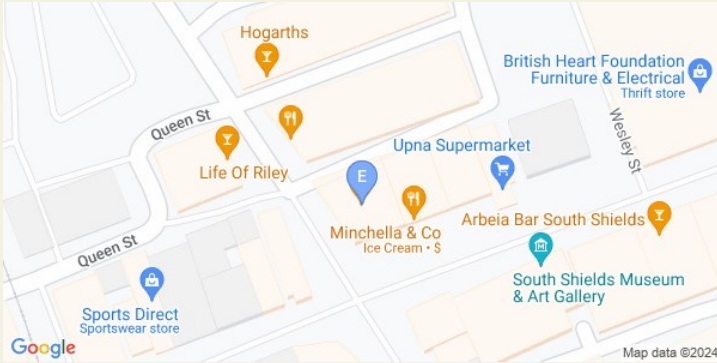 Hogarths
British Heart Foundation
Furniture & Electrical
Thrift store
Queen St
Wesley St
Upna Supermarket
Life Of Riley
E
Minchella & Co
Ice Cream • $
Arbeia Bar South Shields
Queen St
South Shields Museum
& Art Gallery
Sports Direct
Sportswear store
Google
Map data ©2024